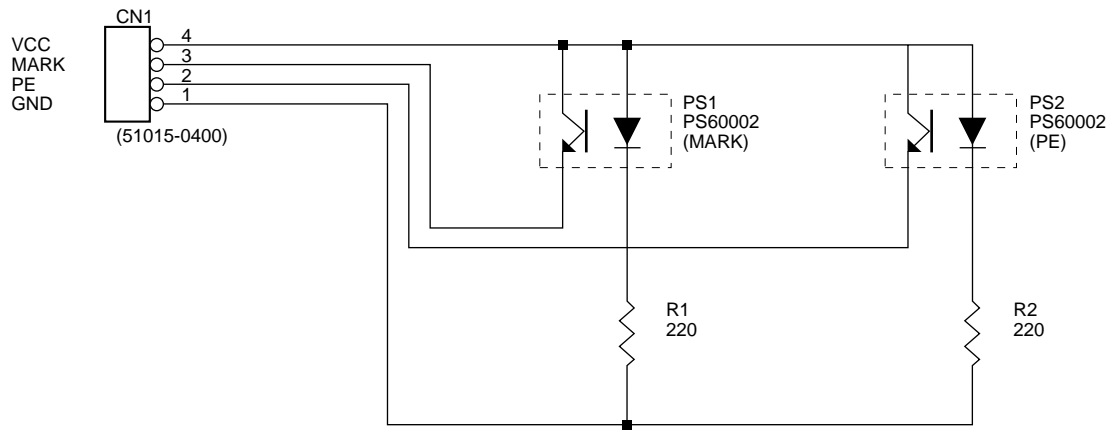 CN1
VCC 4
MARK 3
PE 2
GND 1
(51015-0400)
PS1
PS60002
(MARK)
PS2
PS60002
(PE)
R1
220
R2
220